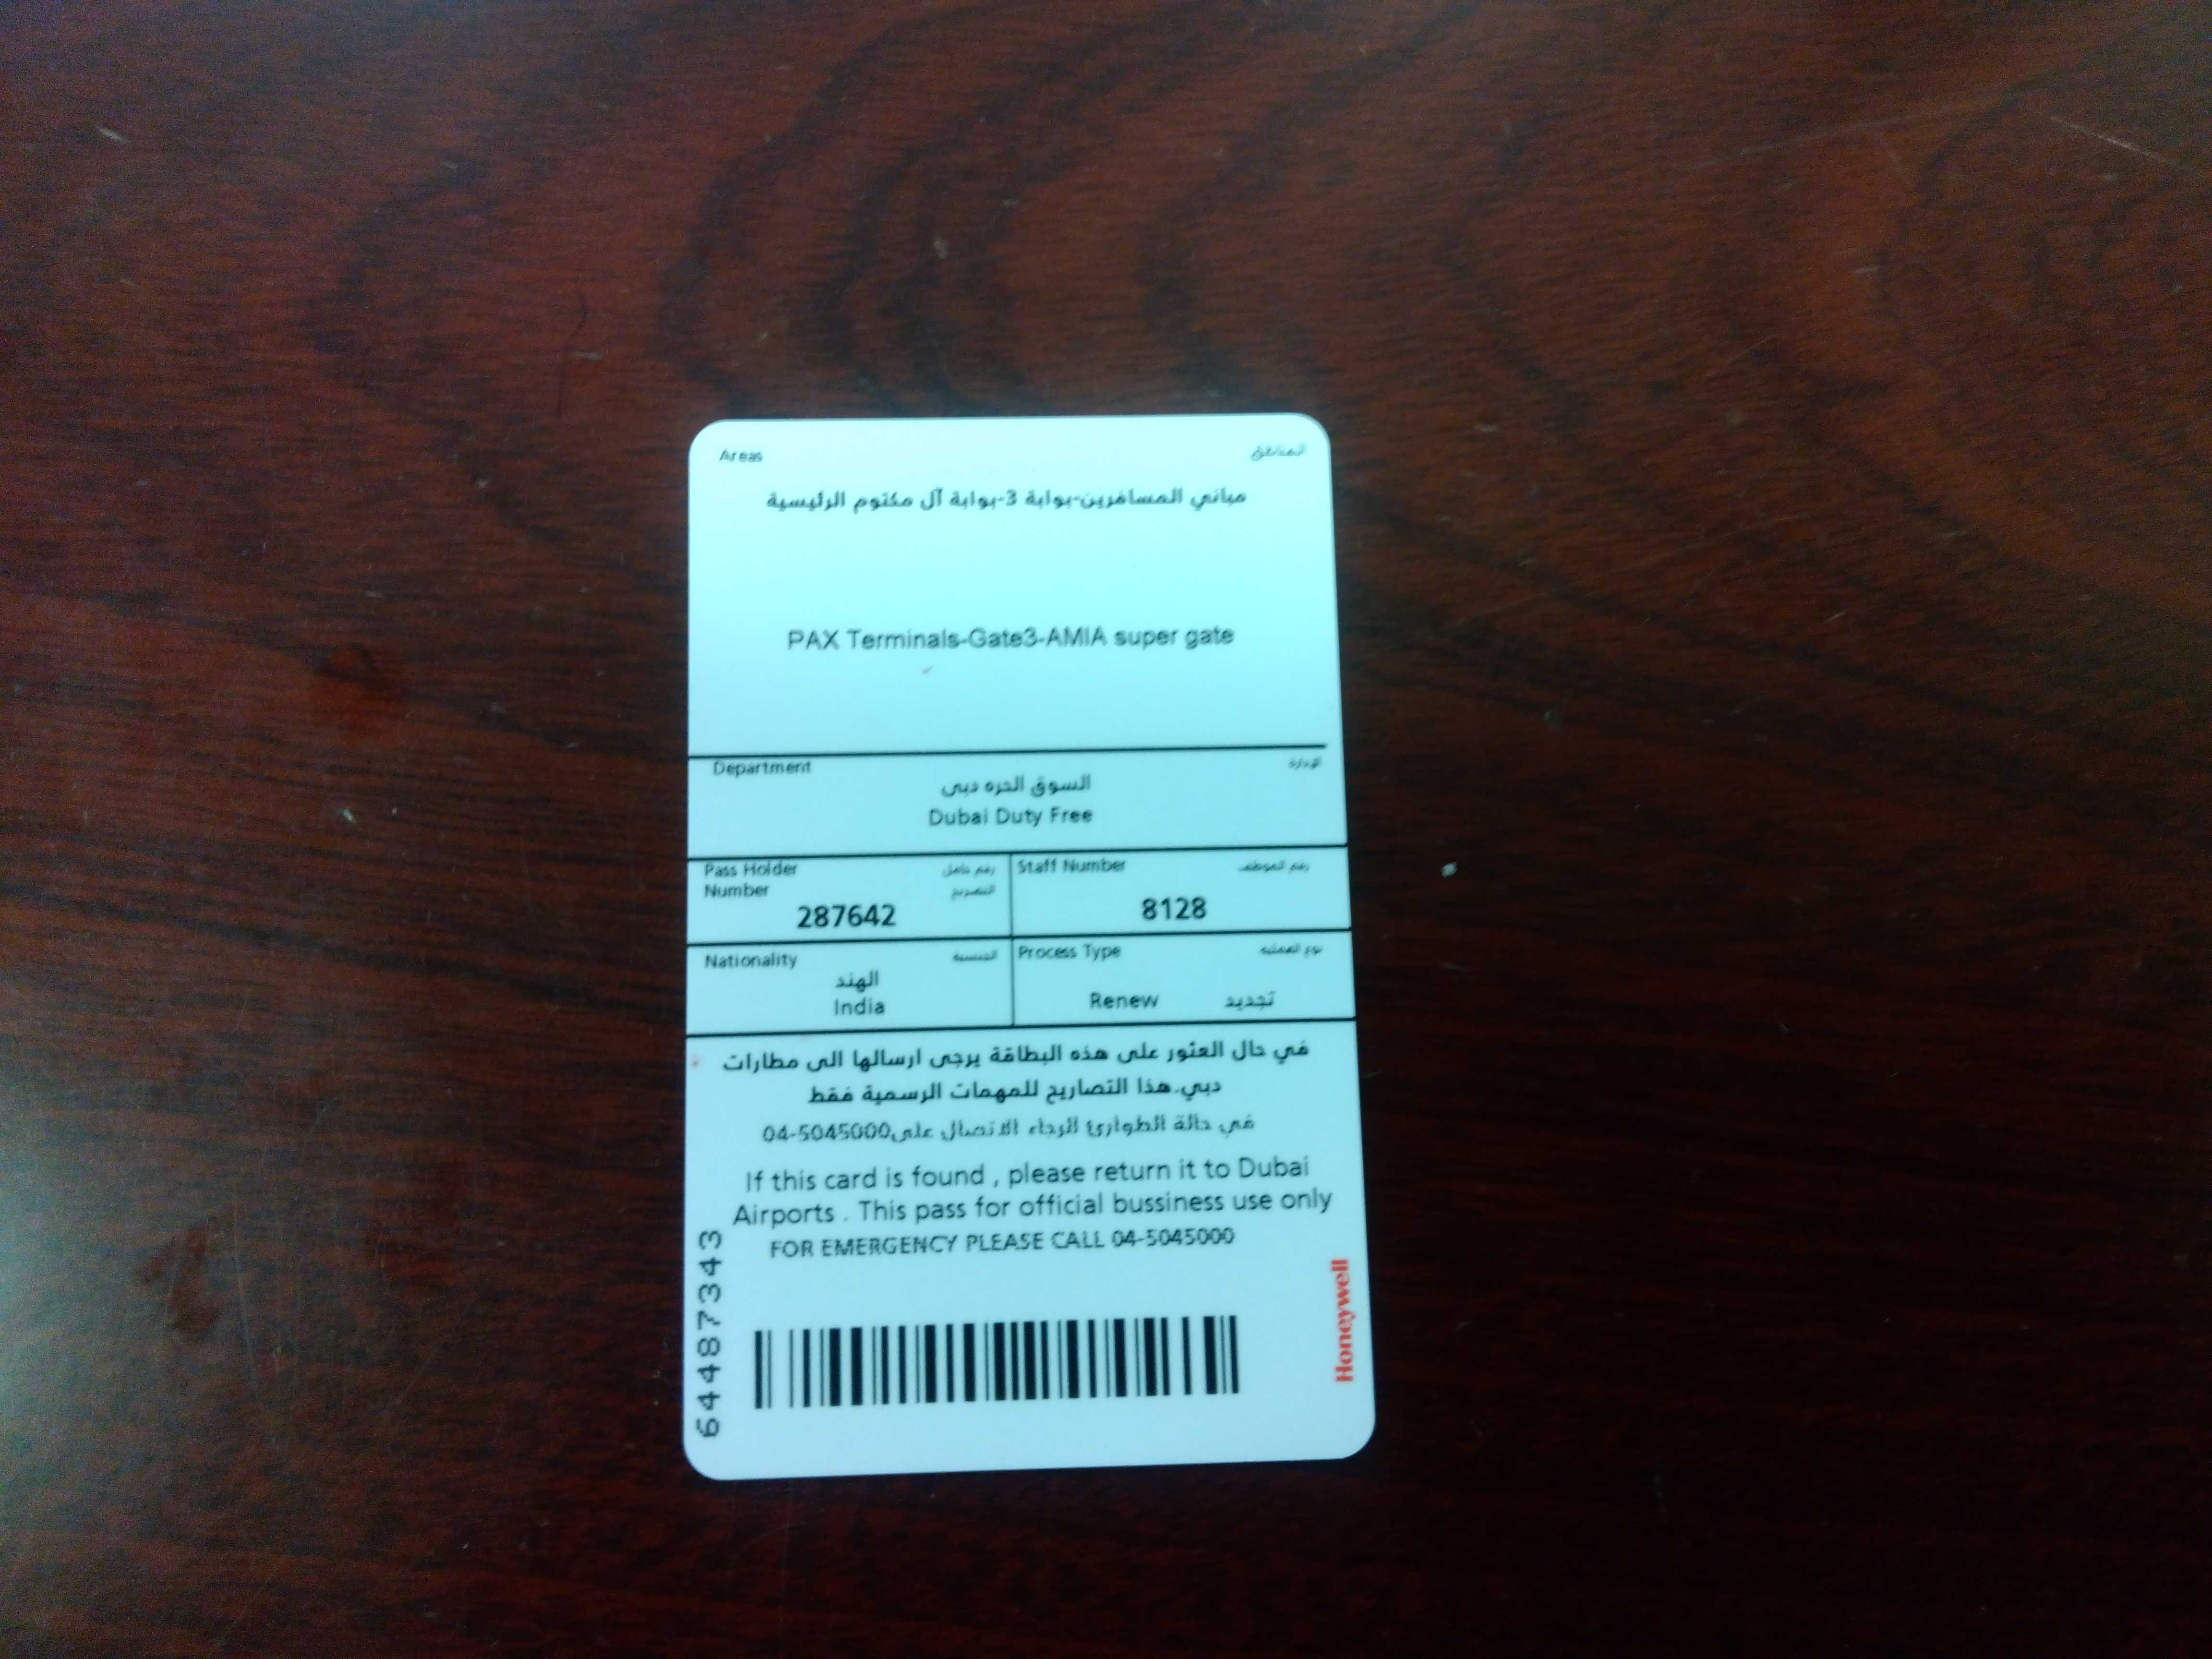 Areas المناطق
مباني المسافرين-بوابة 3-بوابة آل مكتوم الرئيسية
PAX Terminals-Gate3-AMIA super gate
Department الإدارة
السوق الحره دبى
Dubai Duty Free
Pass Holder Number رقم حامل التصريح
287642
Staff Number رقم الموظف
8128
Nationality الجنسية
الهند
India
Process Type نوع العملية
Renew تجديد
في حال العثور على هذه البطاقة يرجى ارسالها الى مطارات
دبي.هذا التصاريح للمهمات الرسمية فقط
في حالة الطوارئ الرجاء الاتصال على04-5045000
If this card is found , please return it to Dubai
Airports . This pass for official bussiness use only
FOR EMERGENCY PLEASE CALL 04-5045000
64487343
Honeywell